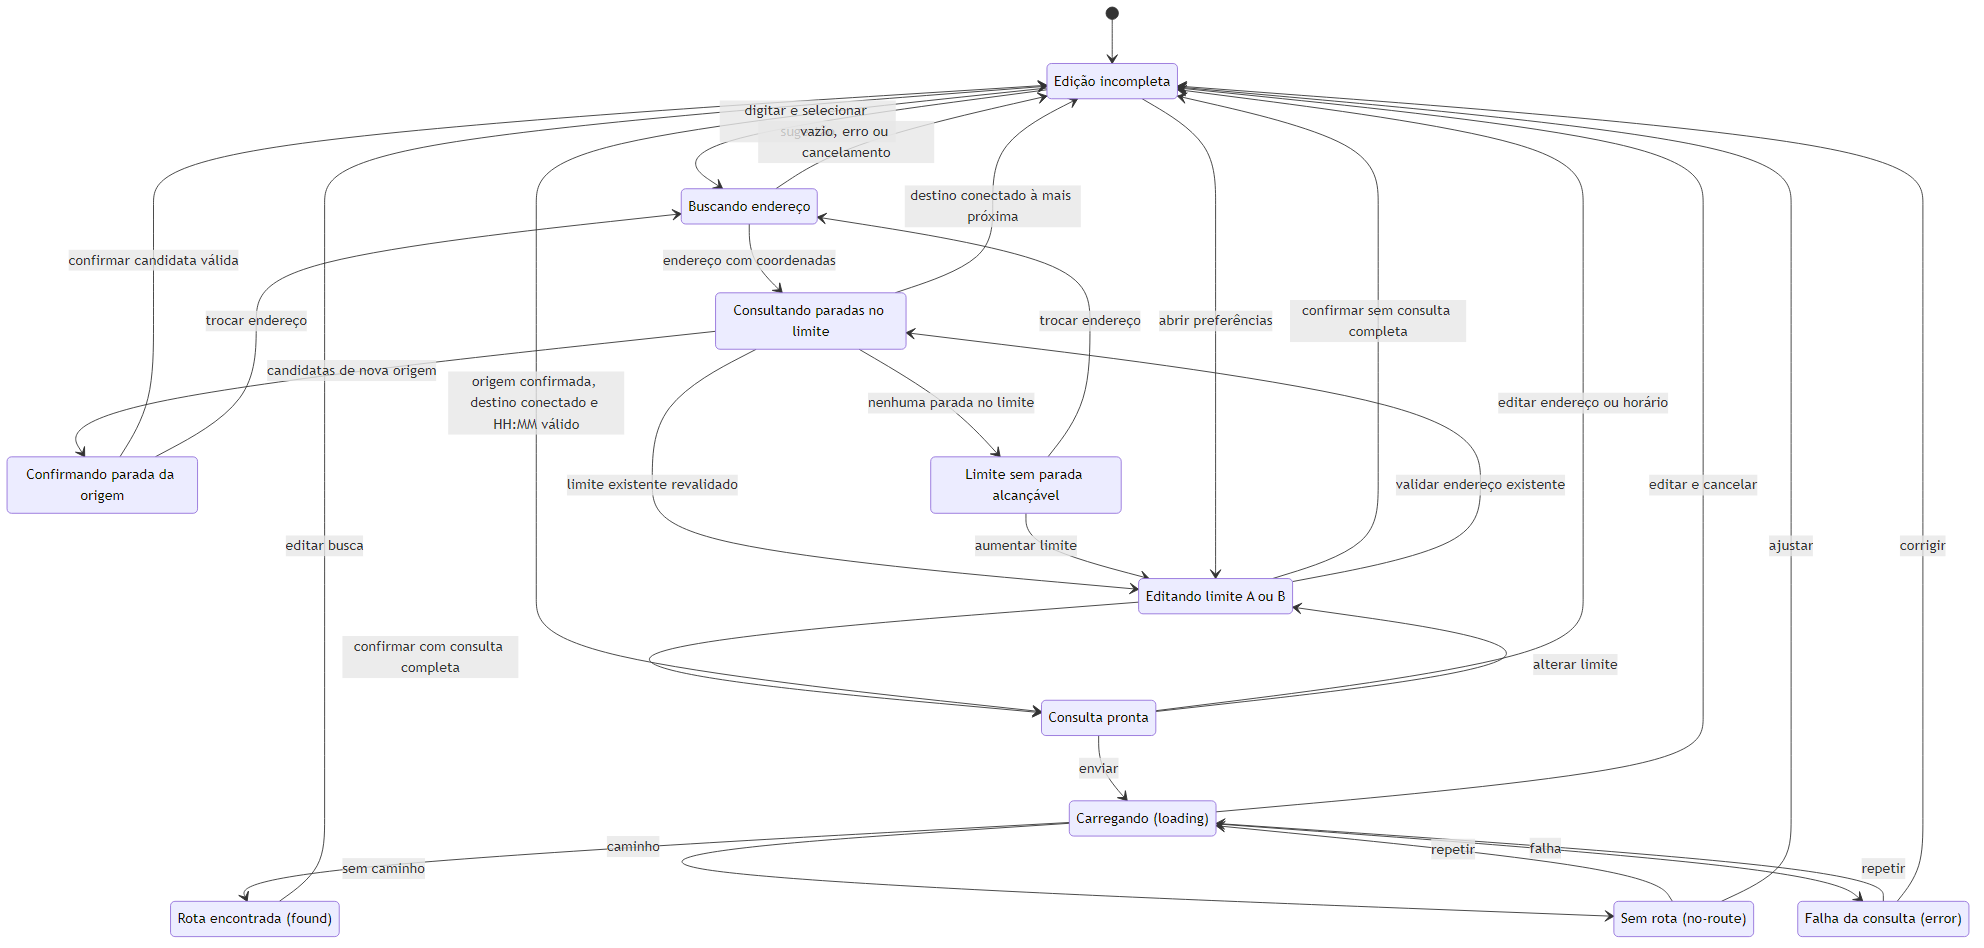 Edição incompleta
digitar e selecionar
vazio, erro ou
cancelamento
destino conectado à mais
próxima
Buscando endereço
confirmar candidata válida
endereço com coordenadas
Consultando paradas no
limite
trocar endereço
trocar endereço
abrir preferências
confirmar sem consulta
completa
candidatas de nova origem
origem confirmada,
destino conectado e
HH:MM válido
nenhuma parada no limite
editar endereço ou horário
Confirmando parada da
origem
limite existente revalidado
Limite sem parada
alcançável
validar endereço existente
editar e cancelar
editar busca
aumentar limite
ajustar
corrigir
Editando limite A ou B
confirmar com consulta
completa
alterar limite
Consulta pronta
enviar
Carregando (loading)
caminho
sem caminho
repetir
falha
repetir
Rota encontrada (found)
Sem rota (no-route)
Falha da consulta (error)